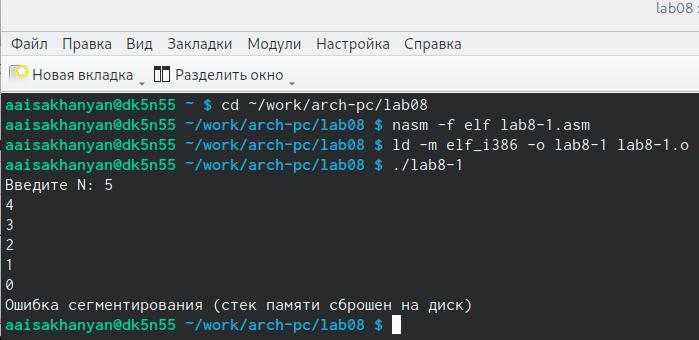 lab08
Файл Правка Вид Закладки Модули Настройка Справка
Новая вкладка Разделить окно
aaisakhanyan@dk5n55 ~ $ cd ~/work/arch-pc/lab08
aaisakhanyan@dk5n55 ~/work/arch-pc/lab08 $ nasm -f elf lab8-1.asm
aaisakhanyan@dk5n55 ~/work/arch-pc/lab08 $ ld -m elf_i386 -o lab8-1 lab8-1.o
aaisakhanyan@dk5n55 ~/work/arch-pc/lab08 $ ./lab8-1
Введите N: 5
4
3
2
1
0
Ошибка сегментирования (стек памяти сброшен на диск)
aaisakhanyan@dk5n55 ~/work/arch-pc/lab08 $